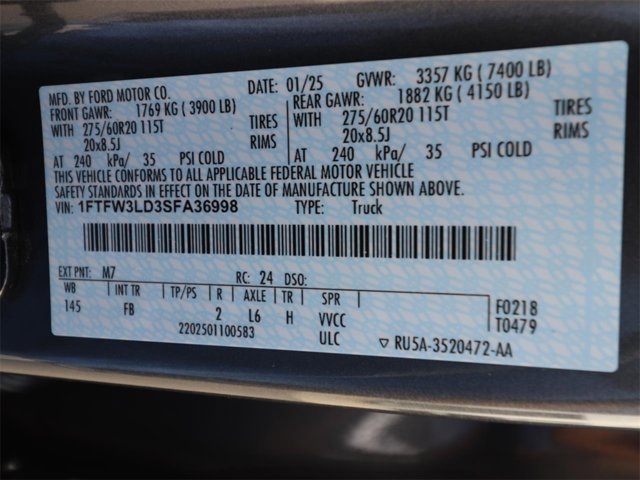 MFD. BY FORD MOTOR CO. DATE: 01/25 GVWR: 3357 KG ( 7400 LB)
FRONT GAWR: 1769 KG ( 3900 LB) REAR GAWR: 1882 KG ( 4150 LB)
WITH 275/60R20 115T TIRES WITH 275/60R20 115T TIRES
20x8.5J RIMS 20x8.5J RIMS
AT 240 kPa/ 35 PSI COLD AT 240 kPa/ 35 PSI COLD
THIS VEHICLE CONFORMS TO ALL APPLICABLE FEDERAL MOTOR VEHICLE
SAFETY STANDARDS IN EFFECT ON THE DATE OF MANUFACTURE SHOWN ABOVE.
VIN: 1FTFW3LD3SFA36998 TYPE: Truck
EXT PNT: M7 RC: 24 DSO:
WB INT TR TP/PS R AXLE TR SPR F0218
145 FB 2 L6 H VVCC T0479
2202501100583 ULC ▽ RU5A-3520472-AA